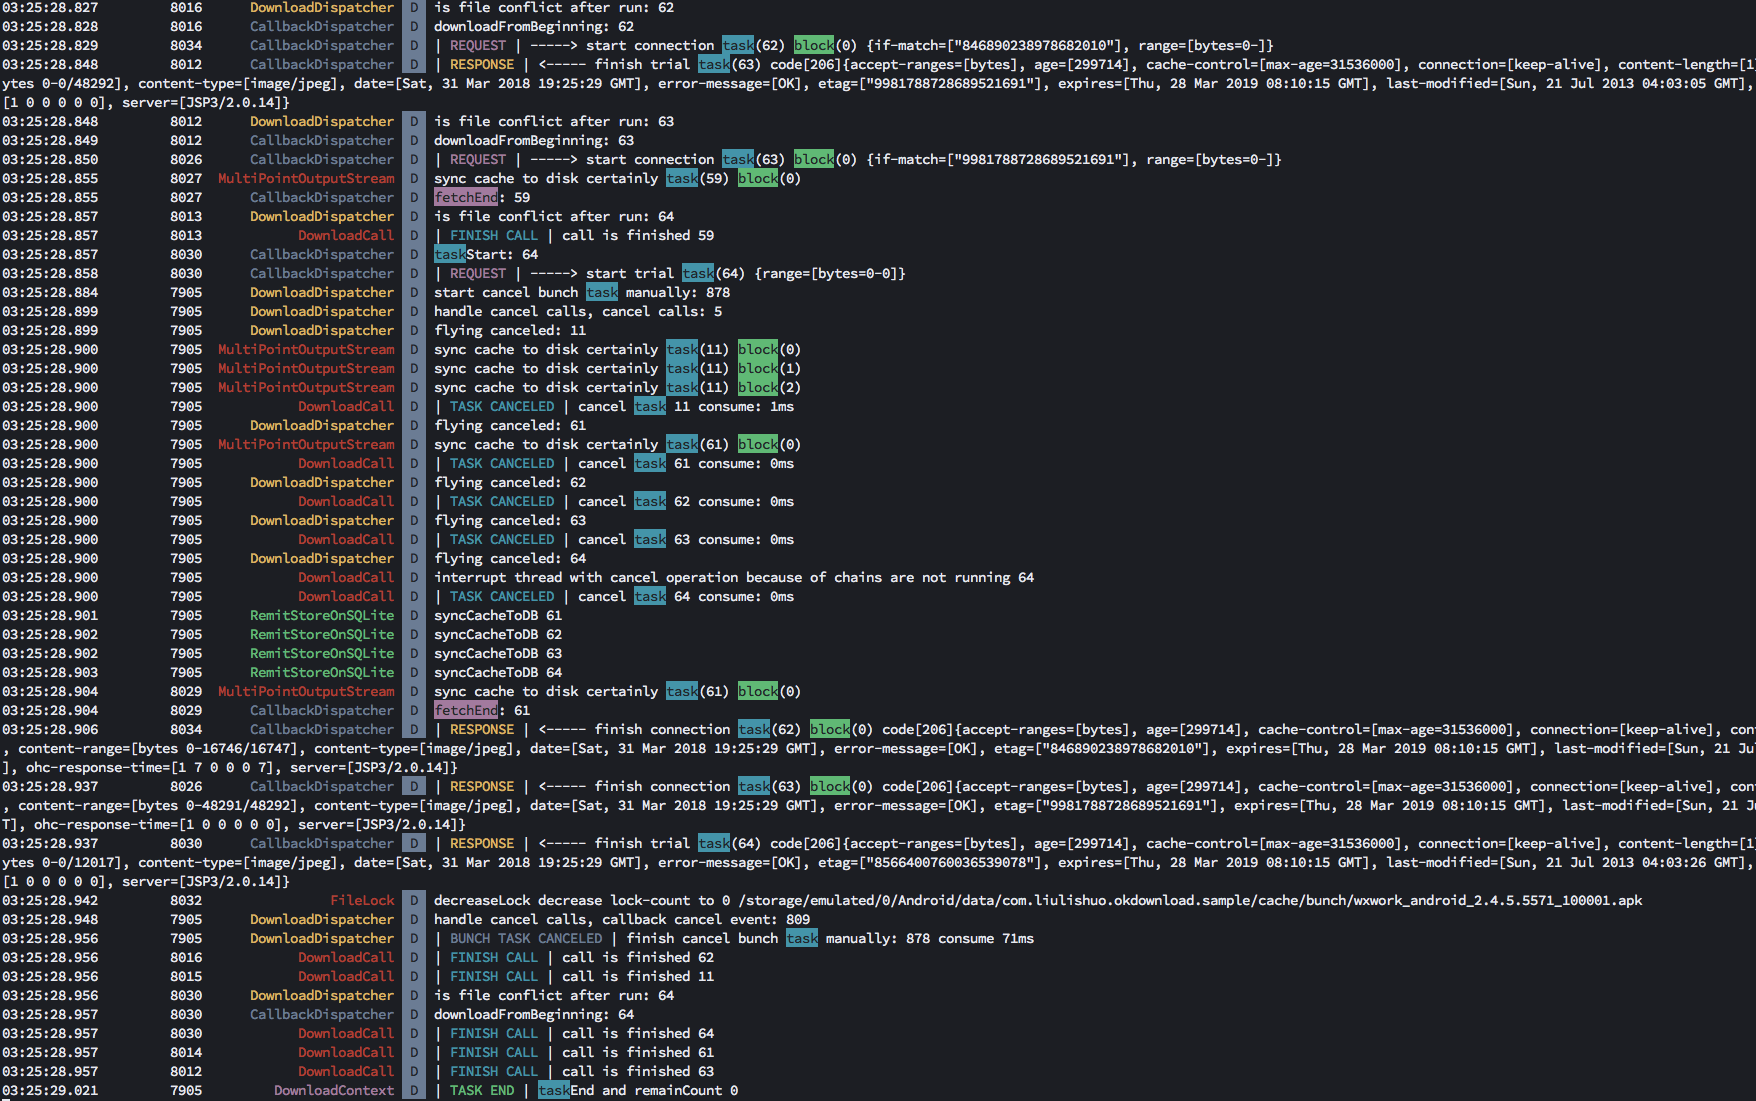 03:25:28.827 8016 DownloadDispatcher D is file conflict after run: 62
03:25:28.828 8016 CallbackDispatcher D downloadFromBeginning: 62
03:25:28.829 8034 CallbackDispatcher D | REQUEST | -----> start connection task(62) block(0) {if-match=["846890238978682010"], range=[bytes=0-]}
03:25:28.848 8012 CallbackDispatcher D | RESPONSE | <----- finish trial task(63) code[206]{accept-ranges=[bytes], age=[299714], cache-control=[max-age=31536000], connection=[keep-alive], content-length=[1]
ytes 0-0/48292], content-type=[image/jpeg], date=[Sat, 31 Mar 2018 19:25:29 GMT], error-message=[OK], etag=["9981788728689521691"], expires=[Thu, 28 Mar 2019 08:10:15 GMT], last-modified=[Sun, 21 Jul 2013 04:03:05 GMT],
[1 0 0 0 0 0], server=[JSP3/2.0.14]}
03:25:28.848 8012 DownloadDispatcher D is file conflict after run: 63
03:25:28.849 8012 CallbackDispatcher D downloadFromBeginning: 63
03:25:28.850 8026 CallbackDispatcher D | REQUEST | -----> start connection task(63) block(0) {if-match=["9981788728689521691"], range=[bytes=0-]}
03:25:28.855 8027 MultiPointOutputStream D sync cache to disk certainly task(59) block(0)
03:25:28.855 8027 CallbackDispatcher D fetchEnd: 59
03:25:28.857 8013 DownloadDispatcher D is file conflict after run: 64
03:25:28.857 8013 DownloadCall D | FINISH CALL | call is finished 59
03:25:28.857 8030 CallbackDispatcher D taskStart: 64
03:25:28.858 8030 CallbackDispatcher D | REQUEST | -----> start trial task(64) {range=[bytes=0-0]}
03:25:28.884 7905 DownloadDispatcher D start cancel bunch task manually: 878
03:25:28.899 7905 DownloadDispatcher D handle cancel calls, cancel calls: 5
03:25:28.899 7905 DownloadDispatcher D flying canceled: 11
03:25:28.900 7905 MultiPointOutputStream D sync cache to disk certainly task(11) block(0)
03:25:28.900 7905 MultiPointOutputStream D sync cache to disk certainly task(11) block(1)
03:25:28.900 7905 MultiPointOutputStream D sync cache to disk certainly task(11) block(2)
03:25:28.900 7905 DownloadCall D | TASK CANCELED | cancel task 11 consume: 1ms
03:25:28.900 7905 DownloadDispatcher D flying canceled: 61
03:25:28.900 7905 MultiPointOutputStream D sync cache to disk certainly task(61) block(0)
03:25:28.900 7905 DownloadCall D | TASK CANCELED | cancel task 61 consume: 0ms
03:25:28.900 7905 DownloadDispatcher D flying canceled: 62
03:25:28.900 7905 DownloadCall D | TASK CANCELED | cancel task 62 consume: 0ms
03:25:28.900 7905 DownloadDispatcher D flying canceled: 63
03:25:28.900 7905 DownloadCall D | TASK CANCELED | cancel task 63 consume: 0ms
03:25:28.900 7905 DownloadDispatcher D flying canceled: 64
03:25:28.900 7905 DownloadCall D interrupt thread with cancel operation because of chains are not running 64
03:25:28.900 7905 DownloadCall D | TASK CANCELED | cancel task 64 consume: 0ms
03:25:28.901 7905 RemitStoreOnSQLite D syncCacheToDB 61
03:25:28.902 7905 RemitStoreOnSQLite D syncCacheToDB 62
03:25:28.902 7905 RemitStoreOnSQLite D syncCacheToDB 63
03:25:28.903 7905 RemitStoreOnSQLite D syncCacheToDB 64
03:25:28.904 8029 MultiPointOutputStream D sync cache to disk certainly task(61) block(0)
03:25:28.904 8029 CallbackDispatcher D fetchEnd: 61
03:25:28.906 8034 CallbackDispatcher D | RESPONSE | <----- finish connection task(62) block(0) code[206]{accept-ranges=[bytes], age=[299714], cache-control=[max-age=31536000], connection=[keep-alive], con
, content-range=[bytes 0-16746/16747], content-type=[image/jpeg], date=[Sat, 31 Mar 2018 19:25:29 GMT], error-message=[OK], etag=["846890238978682010"], expires=[Thu, 28 Mar 2019 08:10:15 GMT], last-modified=[Sun, 21 Ju
], ohc-response-time=[1 7 0 0 0 7], server=[JSP3/2.0.14]}
03:25:28.937 8026 CallbackDispatcher D | RESPONSE | <----- finish connection task(63) block(0) code[206]{accept-ranges=[bytes], age=[299714], cache-control=[max-age=31536000], connection=[keep-alive], con
, content-range=[bytes 0-48291/48292], content-type=[image/jpeg], date=[Sat, 31 Mar 2018 19:25:29 GMT], error-message=[OK], etag=["9981788728689521691"], expires=[Thu, 28 Mar 2019 08:10:15 GMT], last-modified=[Sun, 21 J
T], ohc-response-time=[1 0 0 0 0 0], server=[JSP3/2.0.14]}
03:25:28.937 8030 CallbackDispatcher D | RESPONSE | <----- finish trial task(64) code[206]{accept-ranges=[bytes], age=[299714], cache-control=[max-age=31536000], connection=[keep-alive], content-length=[1]
ytes 0-0/12017], content-type=[image/jpeg], date=[Sat, 31 Mar 2018 19:25:29 GMT], error-message=[OK], etag=["8566400760036539078"], expires=[Thu, 28 Mar 2019 08:10:15 GMT], last-modified=[Sun, 21 Jul 2013 04:03:26 GMT],
[1 0 0 0 0 0], server=[JSP3/2.0.14]}
03:25:28.942 8032 FileLock D decreaseLock decrease lock-count to 0 /storage/emulated/0/Android/data/com.liulishuo.okdownload.sample/cache/bunch/wxwork_android_2.4.5.5571_100001.apk
03:25:28.948 7905 DownloadDispatcher D handle cancel calls, callback cancel event: 809
03:25:28.956 7905 DownloadDispatcher D | BUNCH TASK CANCELED | finish cancel bunch task manually: 878 consume 71ms
03:25:28.956 8016 DownloadCall D | FINISH CALL | call is finished 62
03:25:28.956 8015 DownloadCall D | FINISH CALL | call is finished 11
03:25:28.956 8030 DownloadDispatcher D is file conflict after run: 64
03:25:28.957 8030 CallbackDispatcher D downloadFromBeginning: 64
03:25:28.957 8030 DownloadCall D | FINISH CALL | call is finished 64
03:25:28.957 8014 DownloadCall D | FINISH CALL | call is finished 61
03:25:28.957 8012 DownloadCall D | FINISH CALL | call is finished 63
03:25:29.021 7905 DownloadContext D | TASK END | taskEnd and remainCount 0